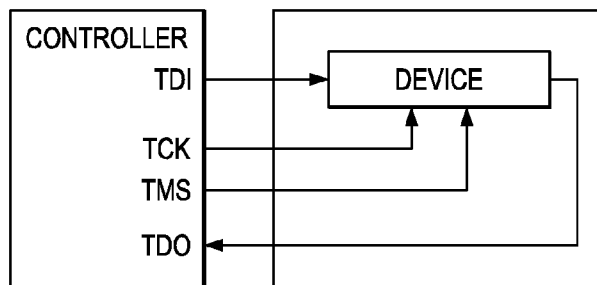 CONTROLLER
TDI
DEVICE
TCK
TMS
TDO